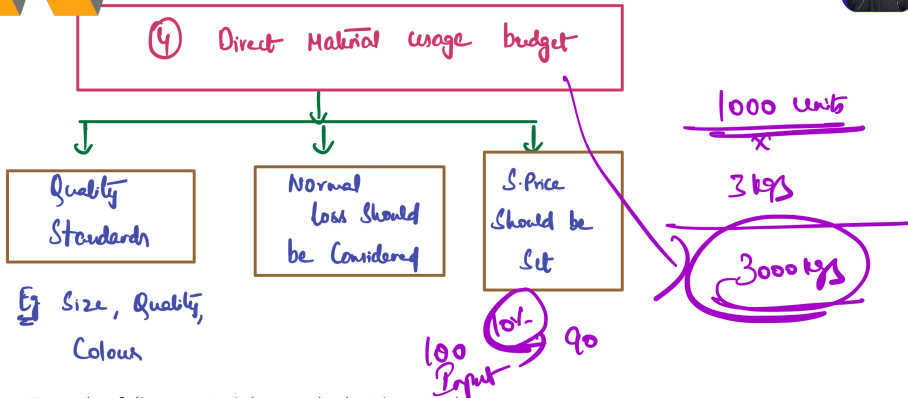 4 Direct Material usage budget
Quality
Standards
Eg Size, Quality,
Colour
Normal
Loss Should
be Considered
S.Price
Should be
Set
10%
100
Input
90
1000 units
x
3 kgs
3000 kgs